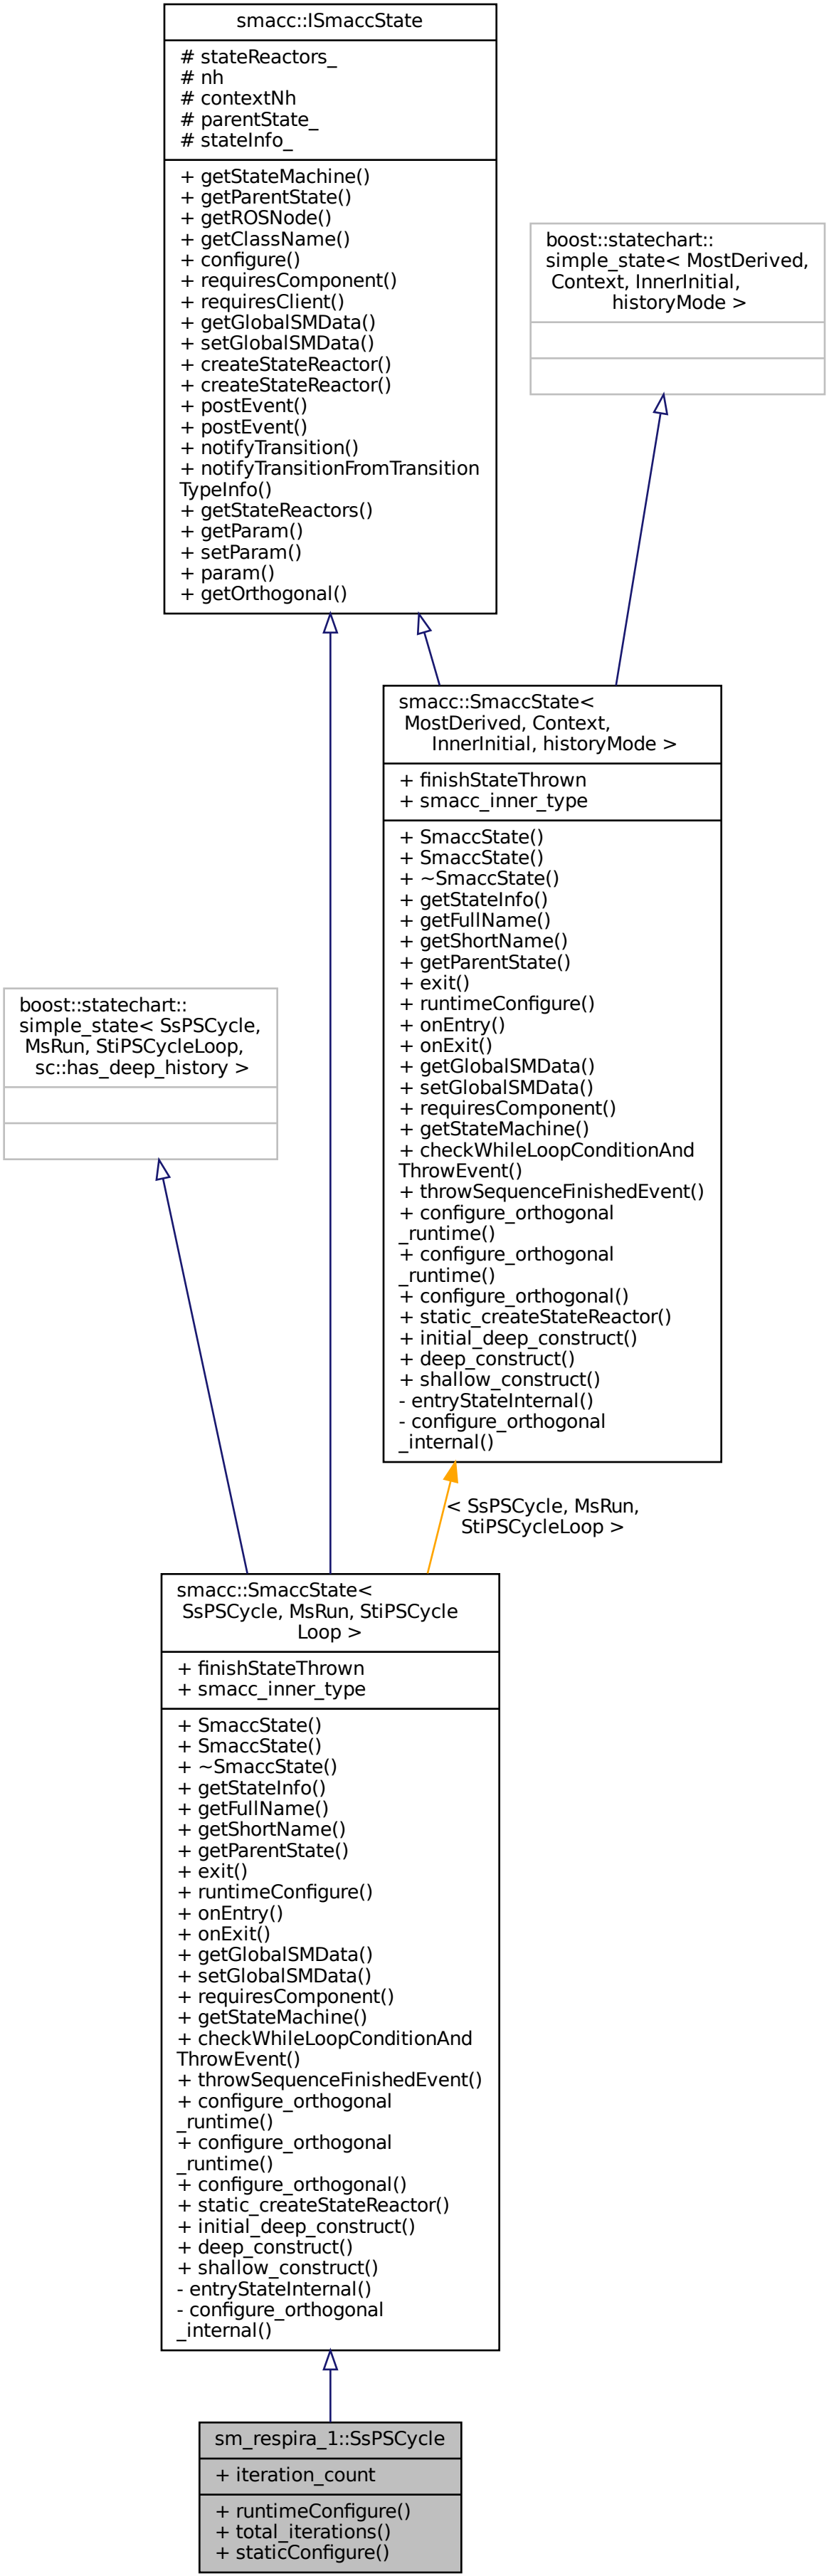 smacc::ISmaccState
# stateReactors_
# nh
# contextNh
# parentState_
# stateInfo_
+ getStateMachine()
+ getParentState()
+ getROSNode()
+ getClassName()
+ configure()
+ requiresComponent()
+ requiresClient()
+ getGlobalSMData()
+ setGlobalSMData()
+ createStateReactor()
+ createStateReactor()
+ postEvent()
+ postEvent()
+ notifyTransition()
+ notifyTransitionFromTransition
TypeInfo()
+ getStateReactors()
+ getParam()
+ setParam()
+ param()
+ getOrthogonal()
boost::statechart::
simple_state< MostDerived,
Context, InnerInitial,
historyMode >
smacc::SmaccState<
MostDerived, Context,
InnerInitial, historyMode >
+ finishStateThrown
+ smacc_inner_type
+ SmaccState()
+ SmaccState()
+ ~SmaccState()
+ getStateInfo()
+ getFullName()
+ getShortName()
+ getParentState()
+ exit()
+ runtimeConfigure()
+ onEntry()
+ onExit()
+ getGlobalSMData()
+ setGlobalSMData()
+ requiresComponent()
+ getStateMachine()
+ checkWhileLoopConditionAnd
ThrowEvent()
+ throwSequenceFinishedEvent()
+ configure_orthogonal
_runtime()
+ configure_orthogonal
_runtime()
+ configure_orthogonal()
+ static_createStateReactor()
+ initial_deep_construct()
+ deep_construct()
+ shallow_construct()
- entryStateInternal()
- configure_orthogonal
_internal()
boost::statechart::
simple_state< SsPSCycle,
MsRun, StiPSCycleLoop,
sc::has_deep_history >
< SsPSCycle, MsRun,
StiPSCycleLoop >
smacc::SmaccState<
SsPSCycle, MsRun, StiPSCycle
Loop >
+ finishStateThrown
+ smacc_inner_type
+ SmaccState()
+ SmaccState()
+ ~SmaccState()
+ getStateInfo()
+ getFullName()
+ getShortName()
+ getParentState()
+ exit()
+ runtimeConfigure()
+ onEntry()
+ onExit()
+ getGlobalSMData()
+ setGlobalSMData()
+ requiresComponent()
+ getStateMachine()
+ checkWhileLoopConditionAnd
ThrowEvent()
+ throwSequenceFinishedEvent()
+ configure_orthogonal
_runtime()
+ configure_orthogonal
_runtime()
+ configure_orthogonal()
+ static_createStateReactor()
+ initial_deep_construct()
+ deep_construct()
+ shallow_construct()
- entryStateInternal()
- configure_orthogonal
_internal()
sm_respira_1::SsPSCycle
+ iteration_count
+ runtimeConfigure()
+ total_iterations()
+ staticConfigure()